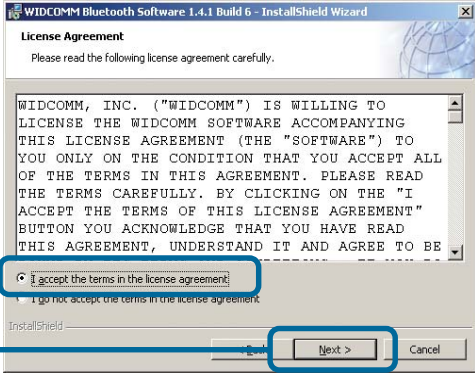 WIDCOMM Bluetooth Software 1.4.1 Build 6 - InstallShield Wizard
License Agreement
Please read the following license agreement carefully.
WIDCOMM, INC. ("WIDCOMM") IS WILLING TO
LICENSE THE WIDCOMM SOFTWARE ACCOMPANYING
THIS LICENSE AGREEMENT (THE "SOFTWARE") TO
YOU ONLY ON THE CONDITION THAT YOU ACCEPT ALL
OF THE TERMS IN THIS AGREEMENT. PLEASE READ
THE TERMS CAREFULLY. BY CLICKING ON THE "I
ACCEPT THE TERMS OF THIS LICENSE AGREEMENT"
BUTTON YOU ACKNOWLEDGE THAT YOU HAVE READ
THIS AGREEMENT, UNDERSTAND IT AND AGREE TO BE
I accept the terms in the license agreement
I do not accept the terms in the license agreement
InstallShield
Next > Cancel